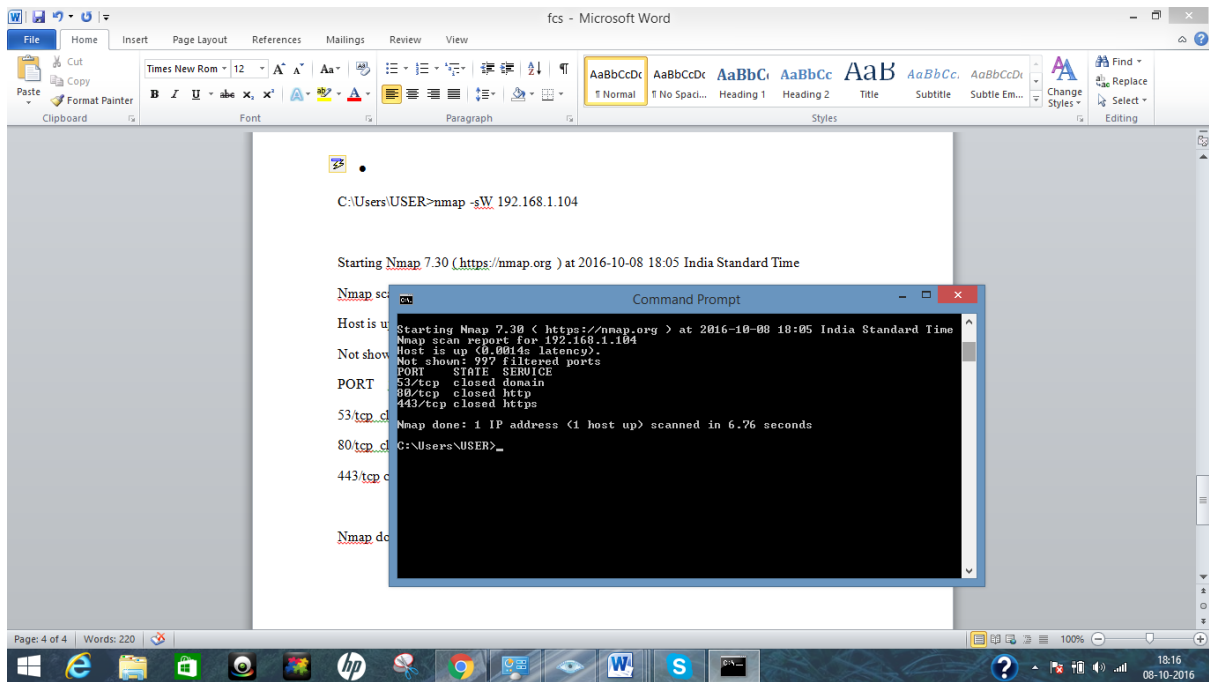 fcs - Microsoft Word
File Home Insert Page Layout References Mailings Review View
Paste
Cut
Copy
Format Painter
Clipboard
Times New Rom 12
Font
Paragraph
AaBbCcDc AaBbCcDc AaBbC AaBbCc AaB AaBbCc. AaBbCcDc
¶ Normal ¶ No Spaci... Heading 1 Heading 2 Title Subtitle Subtle Em...
Change Styles
Styles
Find
Replace
Select
Editing
C:\Users\USER>nmap -sW 192.168.1.104
Starting Nmap 7.30 ( https://nmap.org ) at 2016-10-08 18:05 India Standard Time
Nmap sc
Host is u
Not show
PORT
53/tcp cl
80/tcp cl
443/tcp c
Nmap do
Command Prompt
Starting Nmap 7.30 ( https://nmap.org ) at 2016-10-08 18:05 India Standard Time
Nmap scan report for 192.168.1.104
Host is up (0.0014s latency).
Not shown: 997 filtered ports
PORT STATE SERVICE
53/tcp closed domain
80/tcp closed http
443/tcp closed https
Nmap done: 1 IP address (1 host up) scanned in 6.76 seconds
C:\Users\USER>_
Page: 4 of 4 Words: 220
100%
18:16
08-10-2016